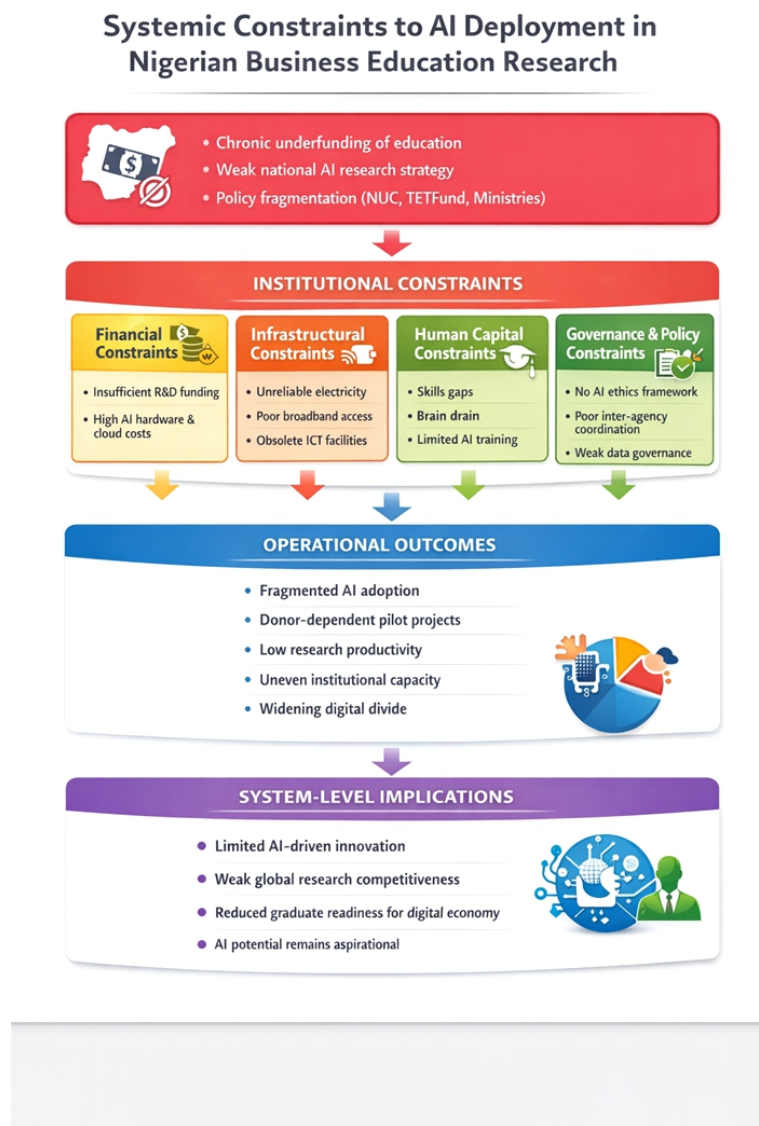 Systemic Constraints to AI Deployment in
Nigerian Business Education Research
• Chronic underfunding of education
• Weak national AI research strategy
• Policy fragmentation (NUC, TETFund, Ministries)
INSTITUTIONAL CONSTRAINTS
Financial
Constraints
• Insufficient R&D funding
• High AI hardware &
cloud costs
Infrastructural
Constraints
• Unreliable electricity
• Poor broadband access
• Obsolete ICT facilities
Human Capital
Constraints
• Skills gaps
• Brain drain
• Limited AI training
Governance & Policy
Constraints
• No AI ethics framework
• Poor inter-agency
coordination
• Weak data governance
OPERATIONAL OUTCOMES
• Fragmented AI adoption
• Donor-dependent pilot projects
• Low research productivity
• Uneven institutional capacity
• Widening digital divide
SYSTEM-LEVEL IMPLICATIONS
• Limited AI-driven innovation
• Weak global research competitiveness
• Reduced graduate readiness for digital economy
• AI potential remains aspirational